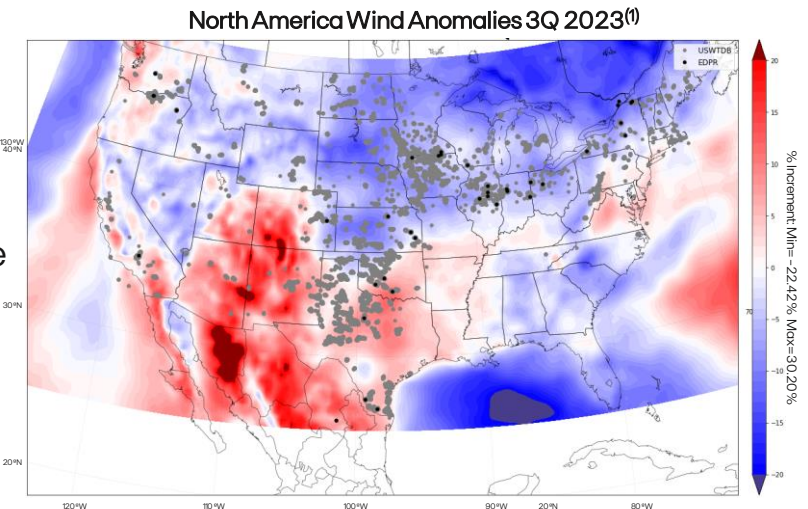 North America Wind Anomalies 3Q 2023(1)
USWTDB
EDPR
130°W
40°N
30°N
20°N
e
70
120°W
110°W
100°W
90°W
20°N
80°W
20
15
10
5
0
−5
−10
−15
−20
% Increment: Min=−22.42% Max=30.20%